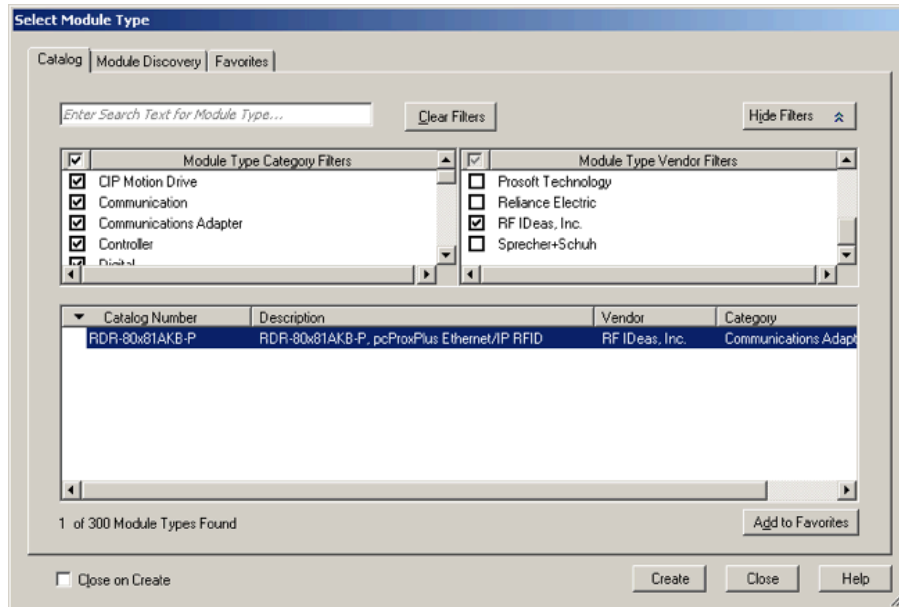 Select Module Type
Catalog Module Discovery Favorites
Enter Search Text for Module Type...
Clear Filters
Hide Filters
Module Type Category Filters
CIP Motion Drive
Communication
Communications Adapter
Controller
Digital
Module Type Vendor Filters
Prosoft Technology
Reliance Electric
RF IDeas, Inc.
Sprecher+Schuh
Catalog Number Description Vendor Category
RDR-80x81AKB-P RDR-80x81AKB-P, pcProxPlus Ethernet/IP RFID RF IDeas, Inc. Communications Adapt
1 of 300 Module Types Found
Add to Favorites
Close on Create
Create Close Help